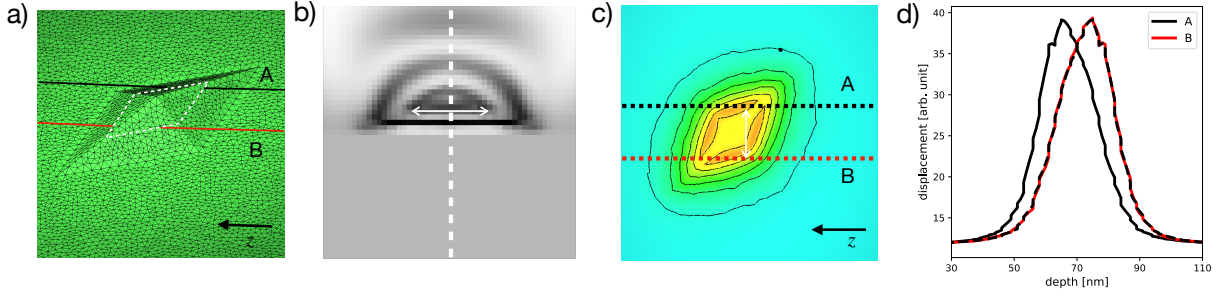 a)
A
B
z
b)
c)
A
B
z
d)
A
B
40
35
30
25
20
15
displacement [arb. unit]
30
50
70
90
110
depth [nm]